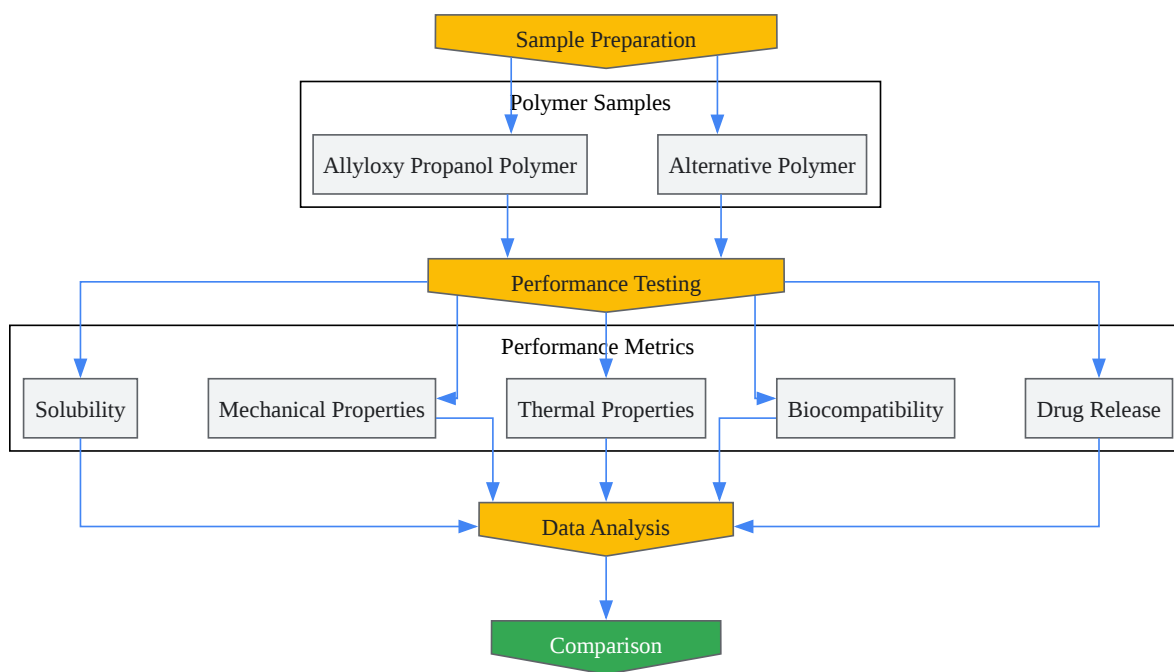 Sample Preparation
Polymer Samples
Allyloxy Propanol Polymer
Alternative Polymer
Performance Testing
Performance Metrics
Solubility
Mechanical Properties
Thermal Properties
Biocompatibility
Drug Release
Data Analysis
Comparison